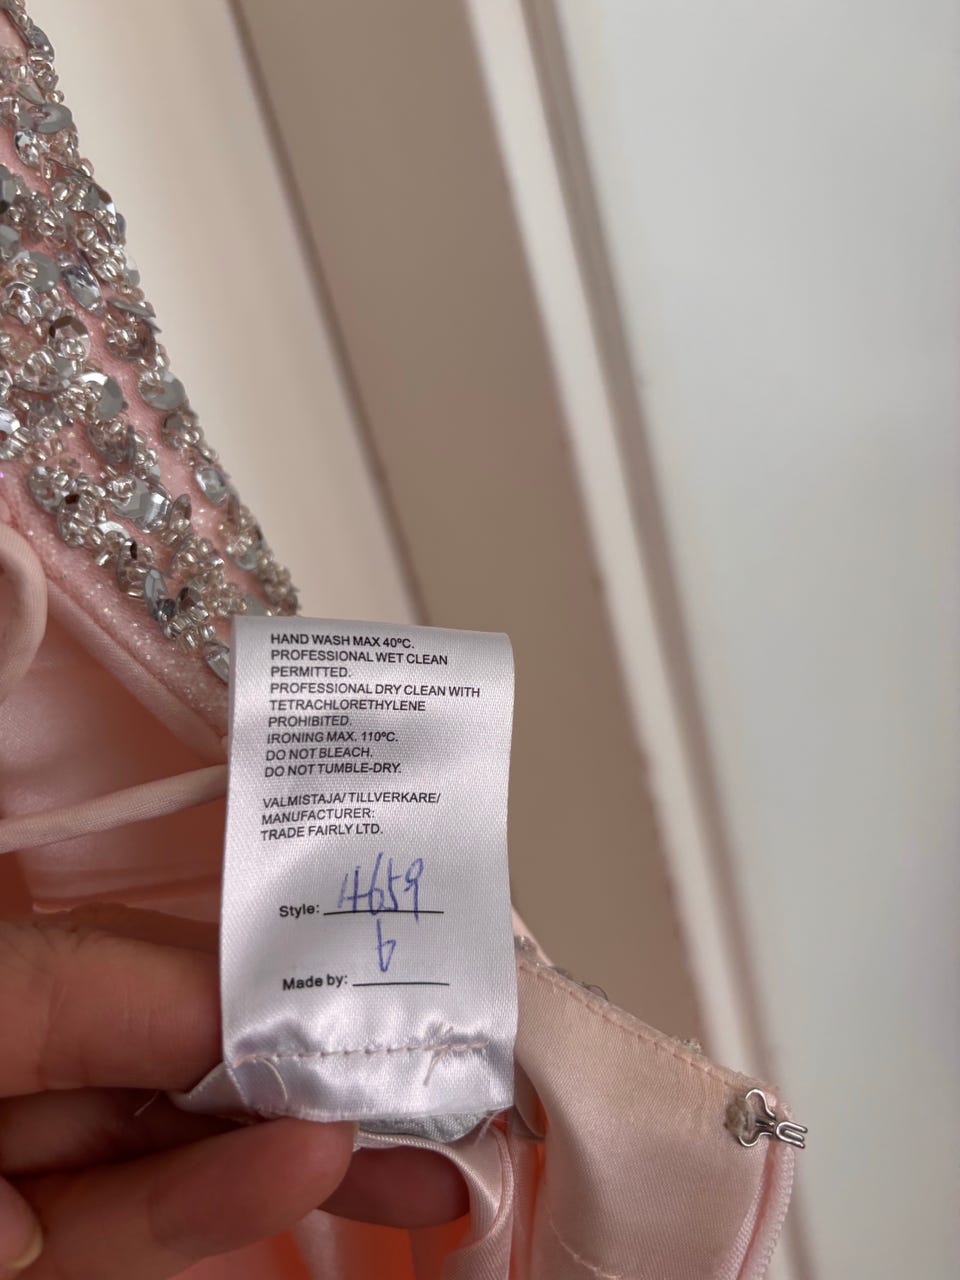 HAND WASH MAX 40ºC.
PROFESSIONAL WET CLEAN
PERMITTED.
PROFESSIONAL DRY CLEAN WITH
TETRACHLORETHYLENE
PROHIBITED.
IRONING MAX. 110ºC.
DO NOT BLEACH.
DO NOT TUMBLE-DRY.
VALMISTAJA/TILLVERKARE/
MANUFACTURER:
TRADE FAIRLY LTD.
Style: 4659
6
Made by: